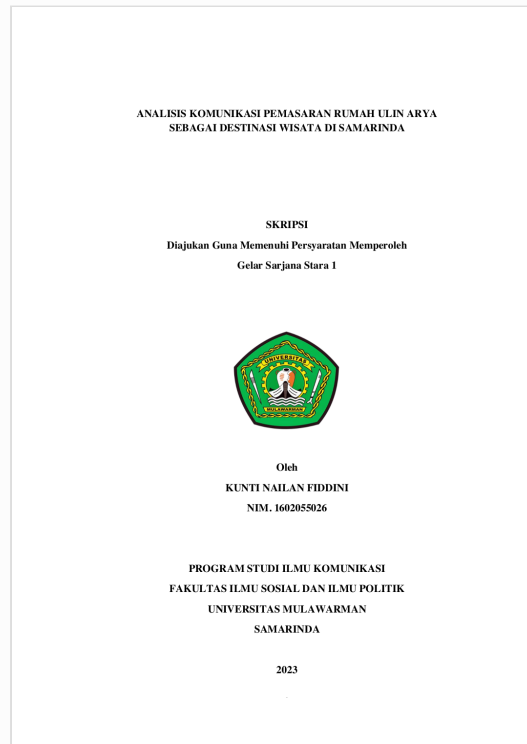 ANALISIS KOMUNIKASI PEMASARAN RUMAH ULIN ARYA
SEBAGAI DESTINASI WISATA DI SAMARINDA
SKRIPSI
Diajukan Guna Memenuhi Persyaratan Memperoleh
Gelar Sarjana Stara 1
UNIVERSITAS
MULAWARMAN
Oleh
KUNTI NAILAN FIDDINI
NIM. 1602055026
PROGRAM STUDI ILMU KOMUNIKASI
FAKULTAS ILMU SOSIAL DAN ILMU POLITIK
UNIVERSITAS MULAWARMAN
SAMARINDA
2023